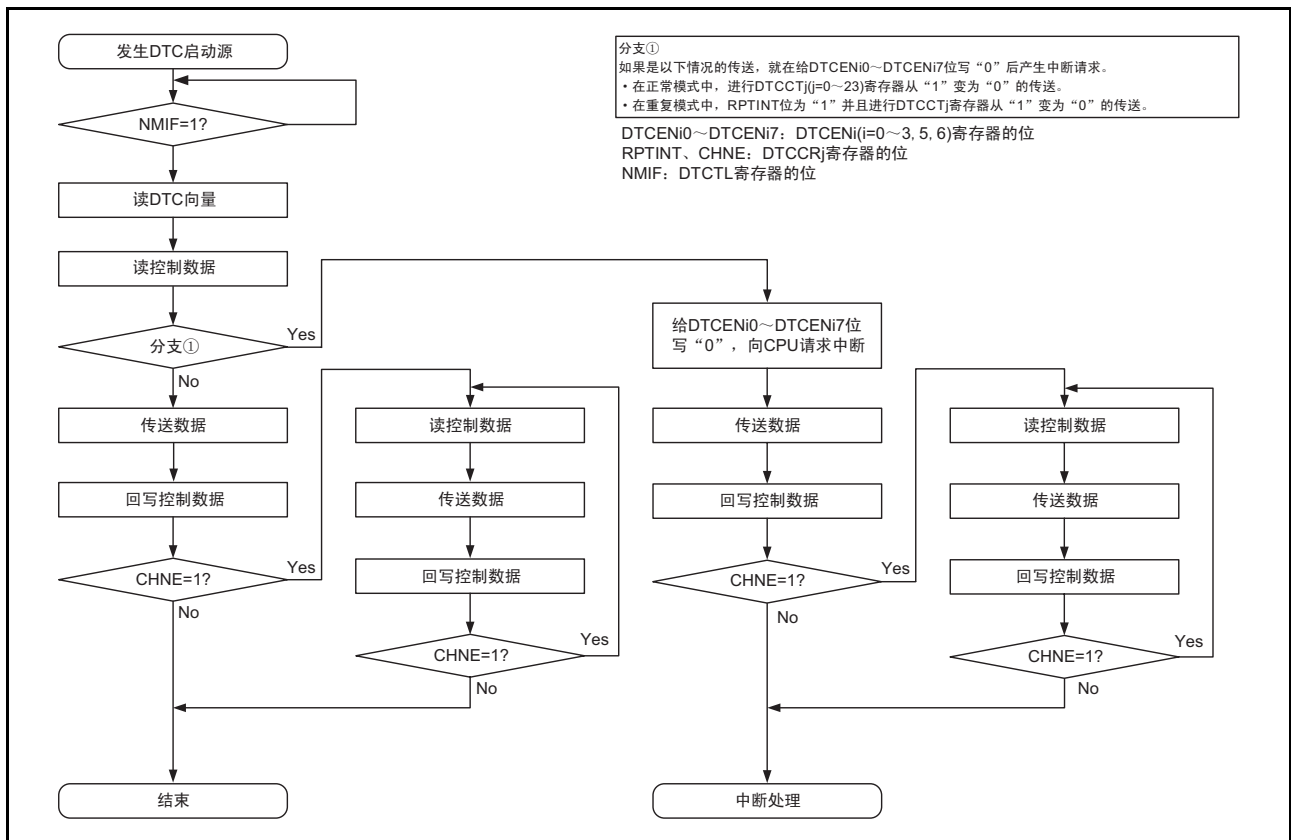 发生DTC启动源
NMIF=1?
读DTC向量
读控制数据
分支①
Yes
No
传送数据
回写控制数据
CHNE=1?
Yes
No
结束
读控制数据
传送数据
回写控制数据
CHNE=1?
Yes
No
分支①
如果是以下情况的传送，就在给DTCENi0～DTCENi7位写“0”后产生中断请求。
・在正常模式中，进行DTCCTj(j=0～23)寄存器从“1”变为“0”的传送。
・在重复模式中，RPTINT位为“1”并且进行DTCCTj寄存器从“1”变为“0”的传送。
DTCENi0～DTCENi7：DTCENi(i=0～3, 5, 6)寄存器的位
RPTINT、CHNE：DTCCRj寄存器的位
NMIF：DTCTL寄存器的位
给DTCENi0～DTCENi7位
写“0”，向CPU请求中断
传送数据
回写控制数据
CHNE=1?
Yes
No
中断处理
读控制数据
传送数据
回写控制数据
CHNE=1?
Yes
No